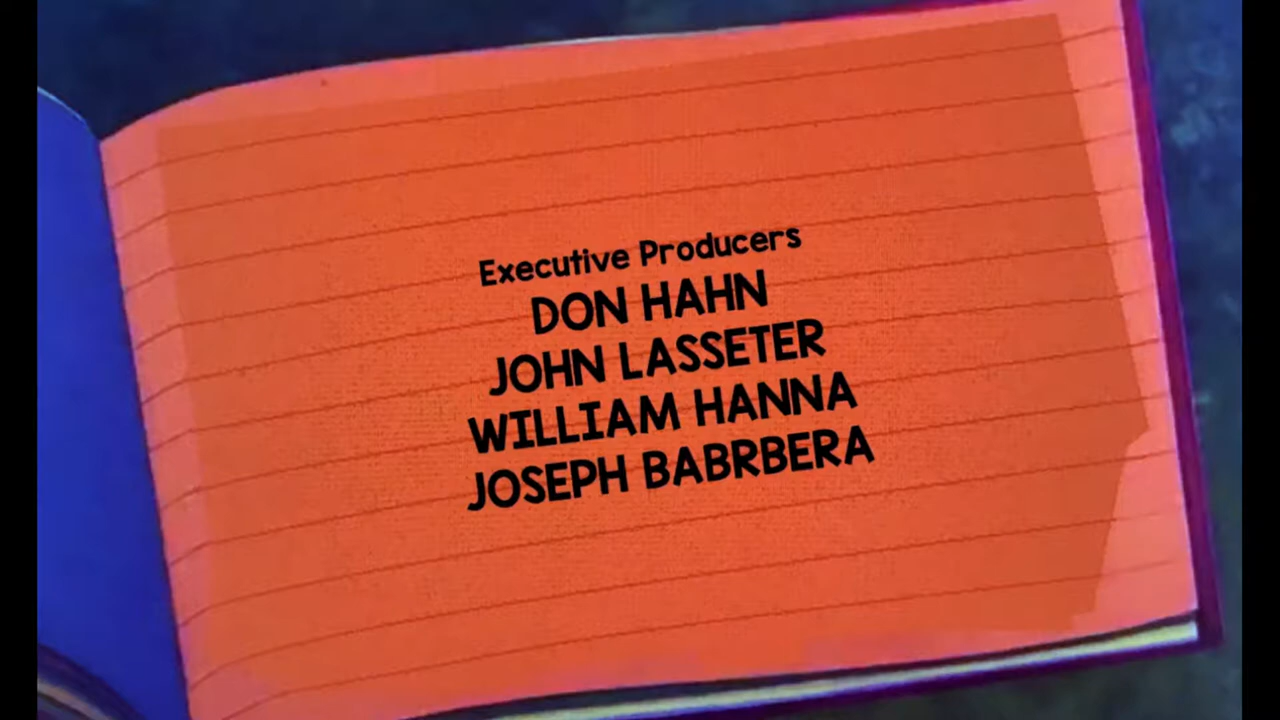 Executive Producers
DON HAHN
JOHN LASSETER
WILLIAM HANNA
JOSEPH BABRBERA